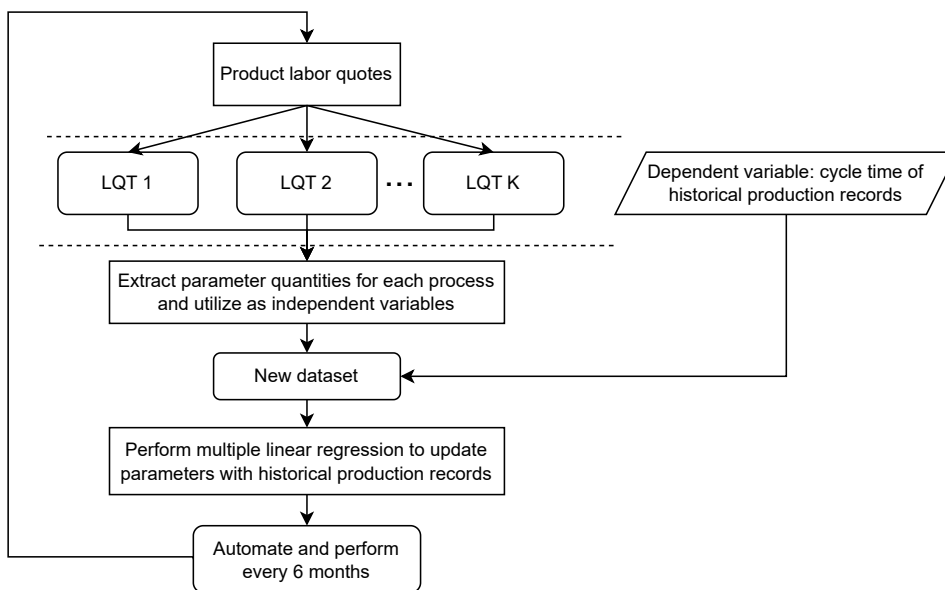 Product labor quotes
LQT 1
LQT 2
...
LQT K
Dependent variable: cycle time of
historical production records
Extract parameter quantities for each process
and utilize as independent variables
New dataset
Perform multiple linear regression to update
parameters with historical production records
Automate and perform
every 6 months